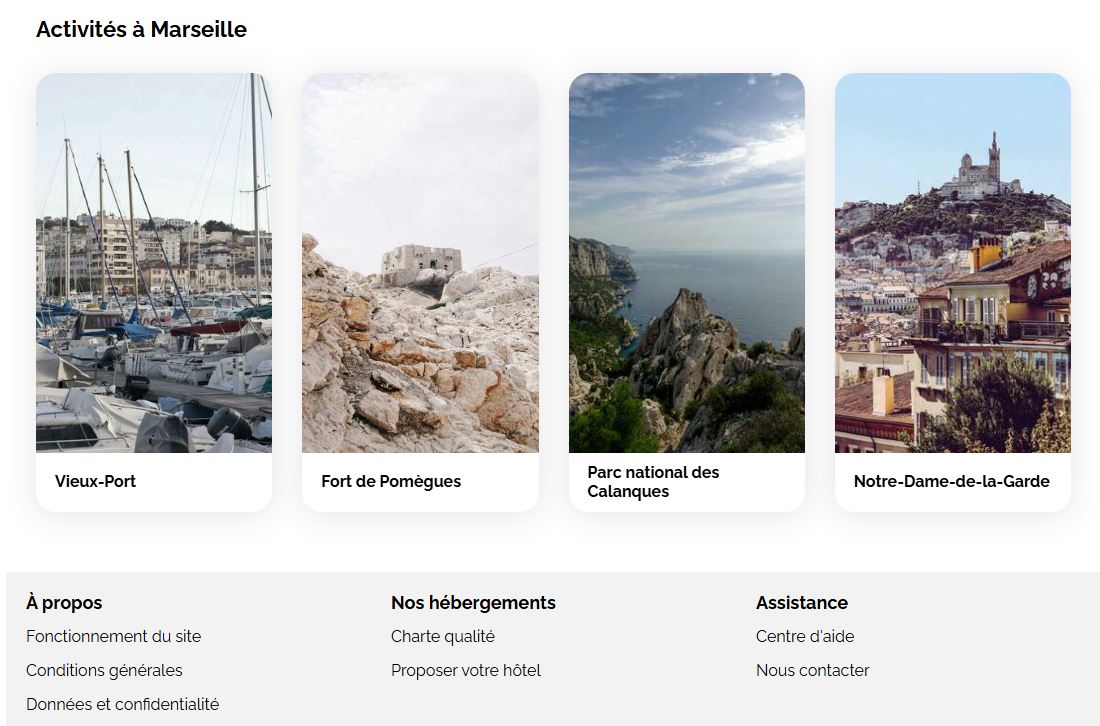 Activités à Marseille
Vieux-Port
Fort de Pomègues
Parc national des
Calanques
Notre-Dame-de-la-Garde
À propos
Fonctionnement du site
Conditions générales
Données et confidentialité
Nos hébergements
Charte qualité
Proposer votre hôtel
Assistance
Centre d'aide
Nous contacter